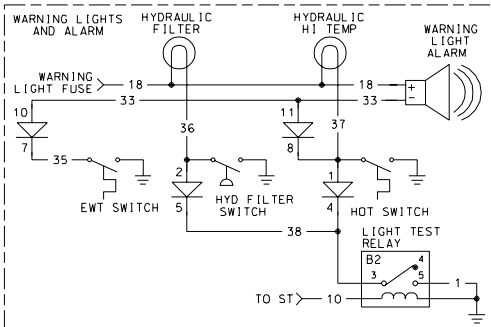 WARNING LIGHTS
AND ALARM
HYDRAULIC
FILTER
HYDRAULIC
HI TEMP
WARNING
LIGHT
ALARM
WARNING
LIGHT FUSE
18
18
+
33
33
-
10
11
36
37
7
8
35
2
1
5
4
EWT SWITCH
HYD FILTER
SWITCH
HOT SWITCH
38
LIGHT TEST
RELAY
B2
4
3
5
1
TO ST
10